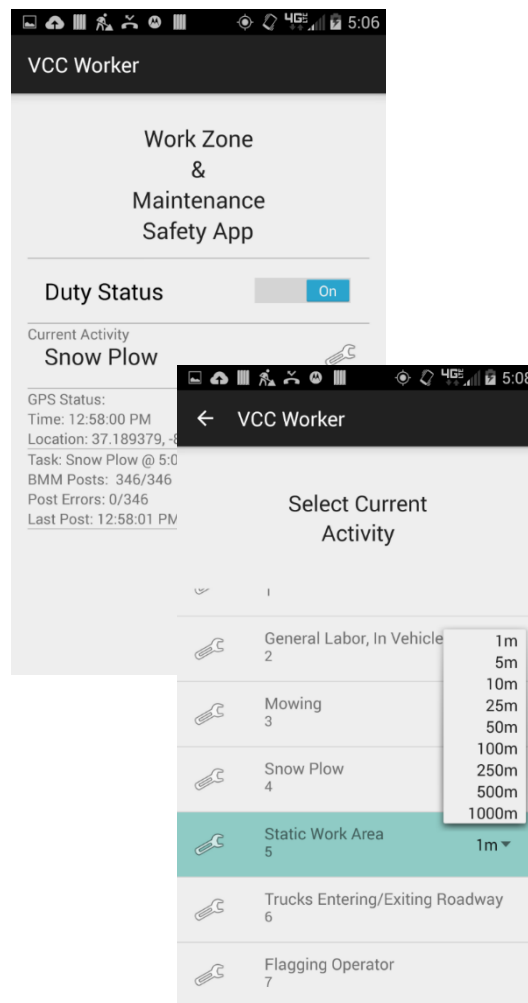 5:06
VCC Worker
Work Zone
&
Maintenance
Safety App
Duty Status On
Current Activity
Snow Plow
GPS Status:
Time: 12:58:00 PM
Location: 37.189379, -
Task: Snow Plow @ 5:0
BMM Posts: 346/346
Post Errors: 0/346
Last Post: 12:58:01 PM
4G 5:08
VCC Worker
Select Current
Activity
1
General Labor, In Vehicle
2
Mowing
3
Snow Plow
4
Static Work Area
5
1m
5m
10m
25m
50m
100m
250m
500m
1000m
1m
Trucks Entering/Exiting Roadway
6
Flagging Operator
7